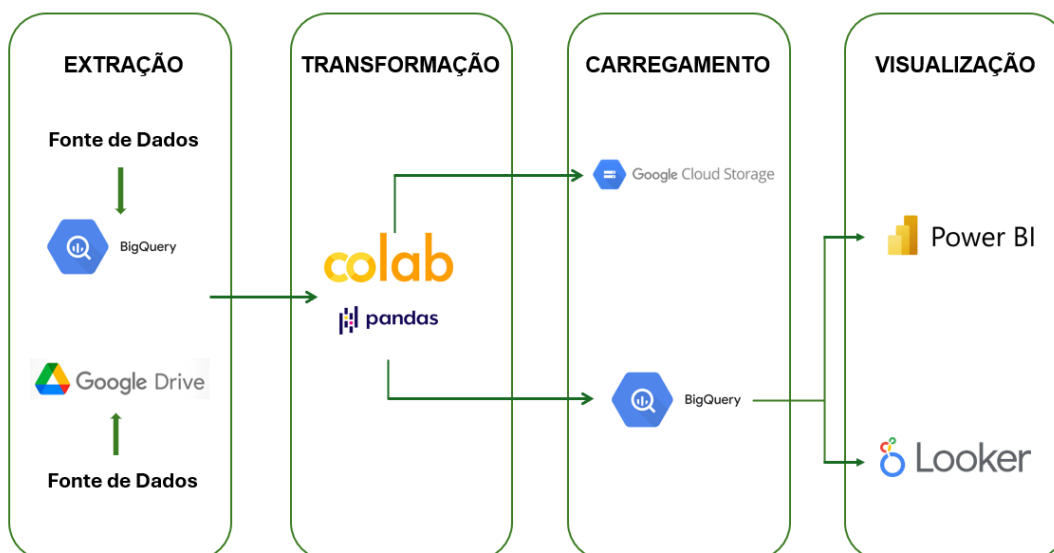 EXTRAÇÃO
Fonte de Dados
BigQuery
Google Drive
Fonte de Dados
TRANSFORMAÇÃO
colab
pandas
CARREGAMENTO
Google Cloud Storage
BigQuery
VISUALIZAÇÃO
Power BI
Looker